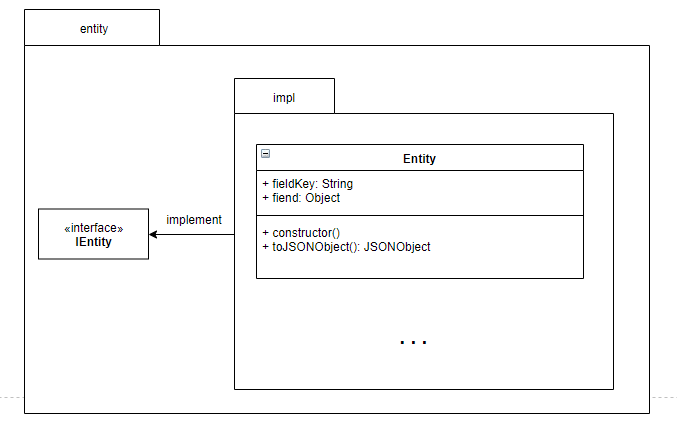 entity
impl
Entity
+ fieldKey: String
+ fiend: Object
+ constructor()
+ toJSONObject(): JSONObject
implement
«interface»
IEntity
. . .